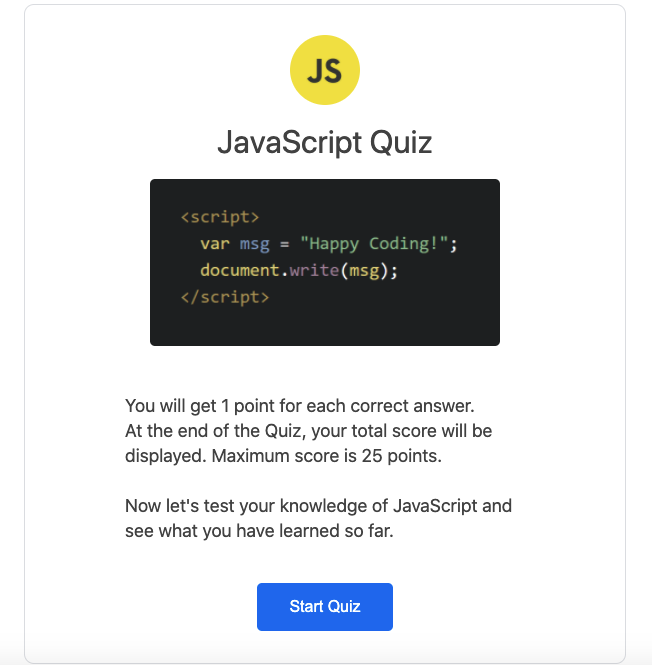 JS
JavaScript Quiz
<script>
var msg = "Happy Coding!";
document.write(msg);
</script>
You will get 1 point for each correct answer.
At the end of the Quiz, your total score will be
displayed. Maximum score is 25 points.
Now let's test your knowledge of JavaScript and
see what you have learned so far.
Start Quiz